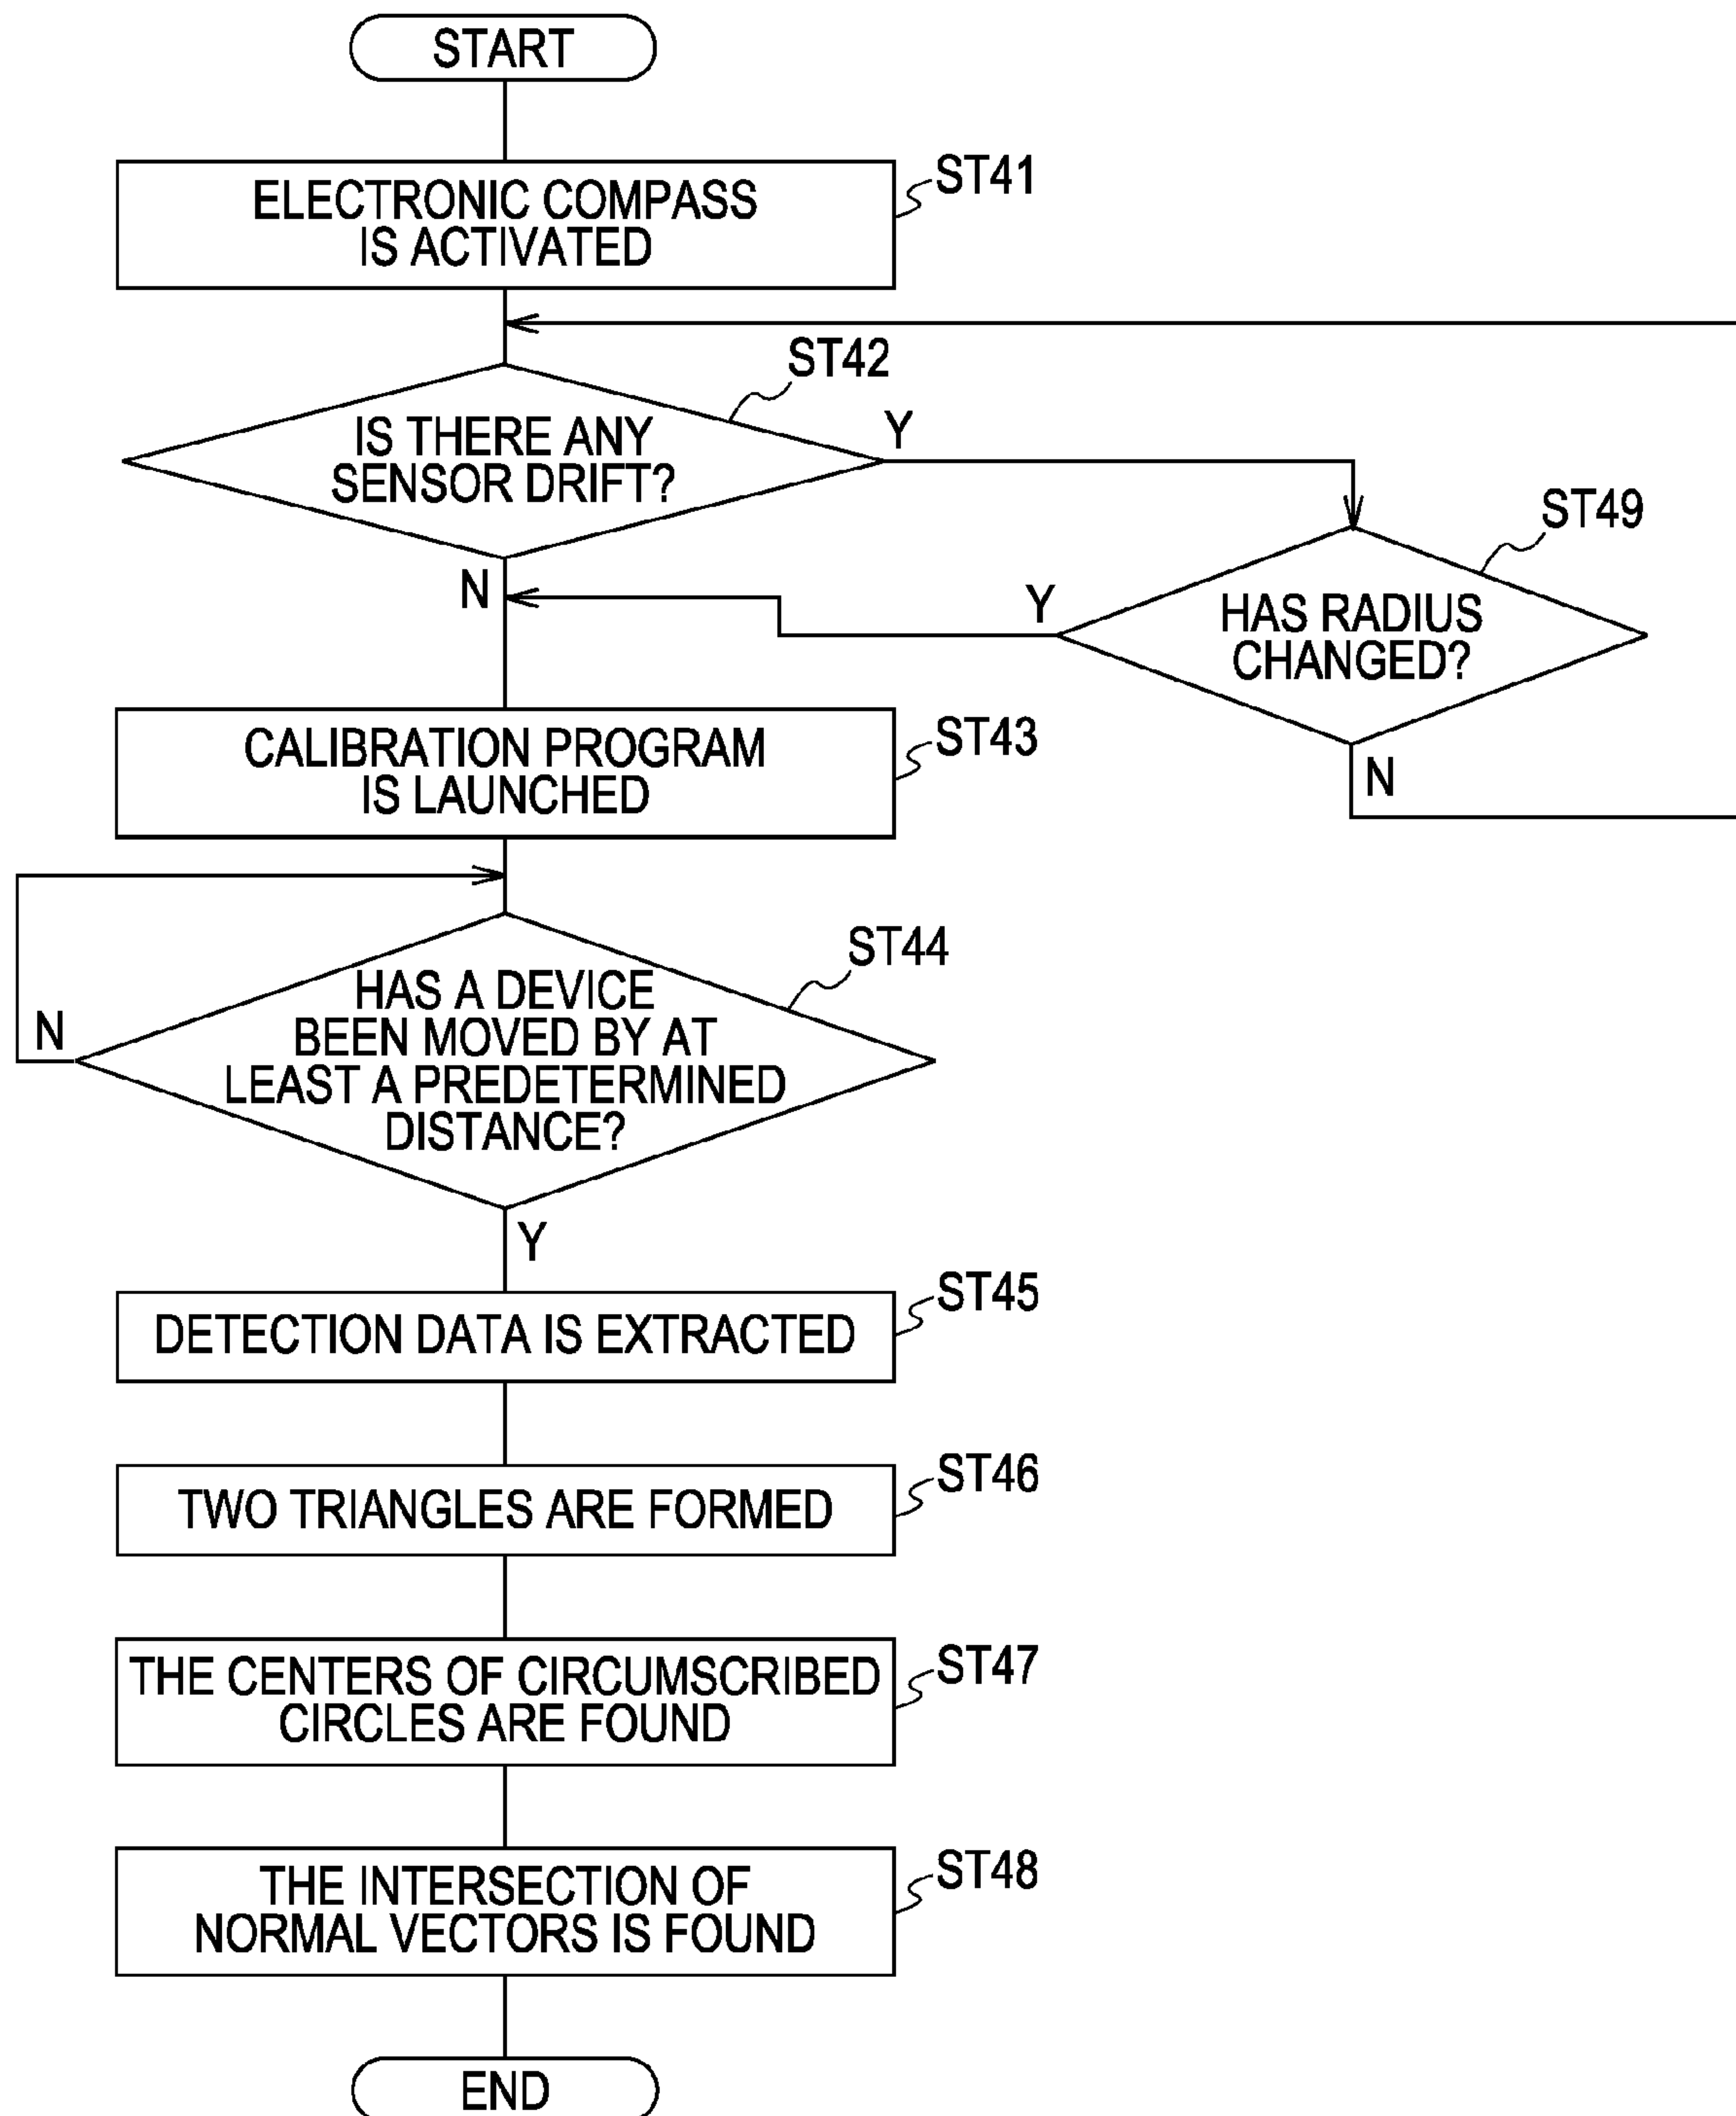 START
ELECTRONIC COMPASS
IS ACTIVATED
ST41
IS THERE ANY
SENSOR DRIFT?
ST42
Y
N
HAS RADIUS
CHANGED?
ST49
Y
N
CALIBRATION PROGRAM
IS LAUNCHED
ST43
HAS A DEVICE
BEEN MOVED BY AT
LEAST A PREDETERMINED
DISTANCE?
ST44
N
Y
DETECTION DATA IS EXTRACTED
ST45
TWO TRIANGLES ARE FORMED
ST46
THE CENTERS OF CIRCUMSCRIBED
CIRCLES ARE FOUND
ST47
THE INTERSECTION OF
NORMAL VECTORS IS FOUND
ST48
END